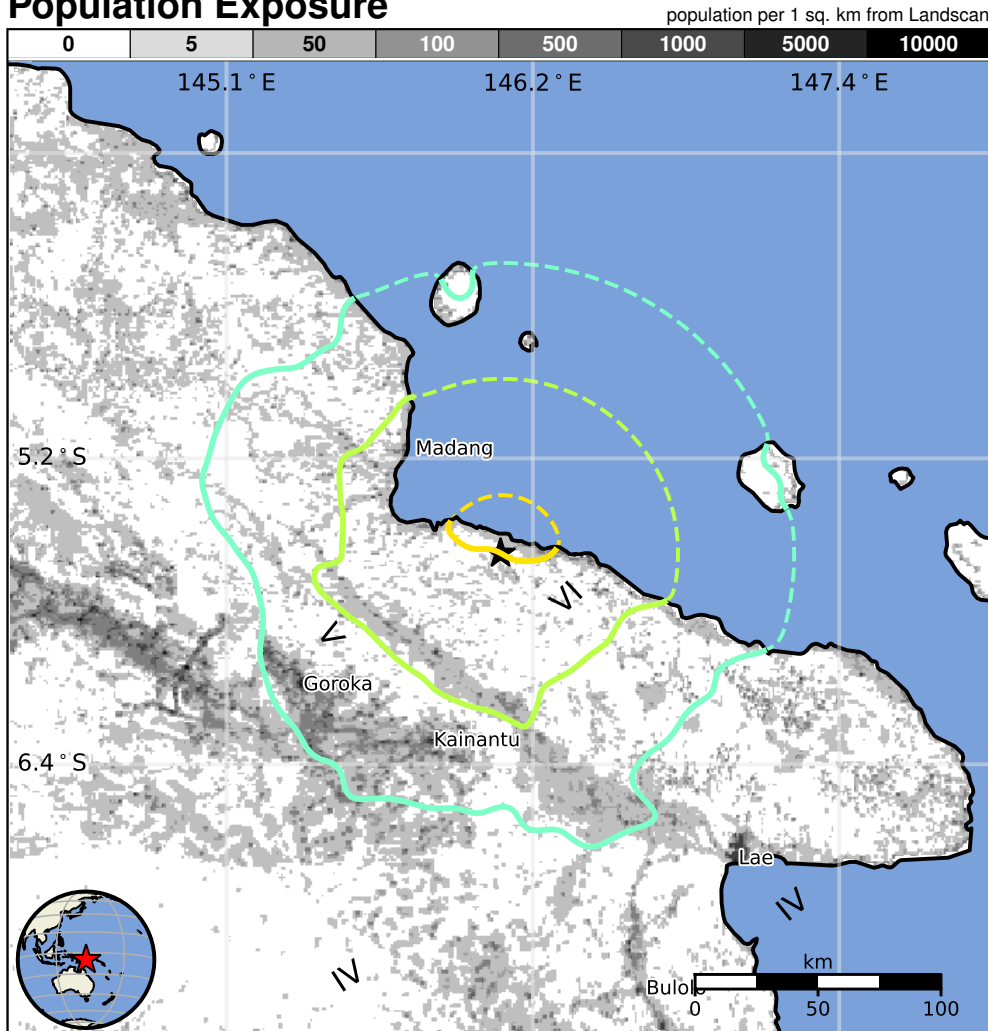 Population Exposure
population per 1 sq. km from Landscan
0 5 50 100 500 1000 5000 10000
145.1°E 146.2°E 147.4°E
5.2°S
Madang
VI
V
Goroka
Kainantu
6.4°S
Lae
IV
IV
km
Bulolo
0 50 100